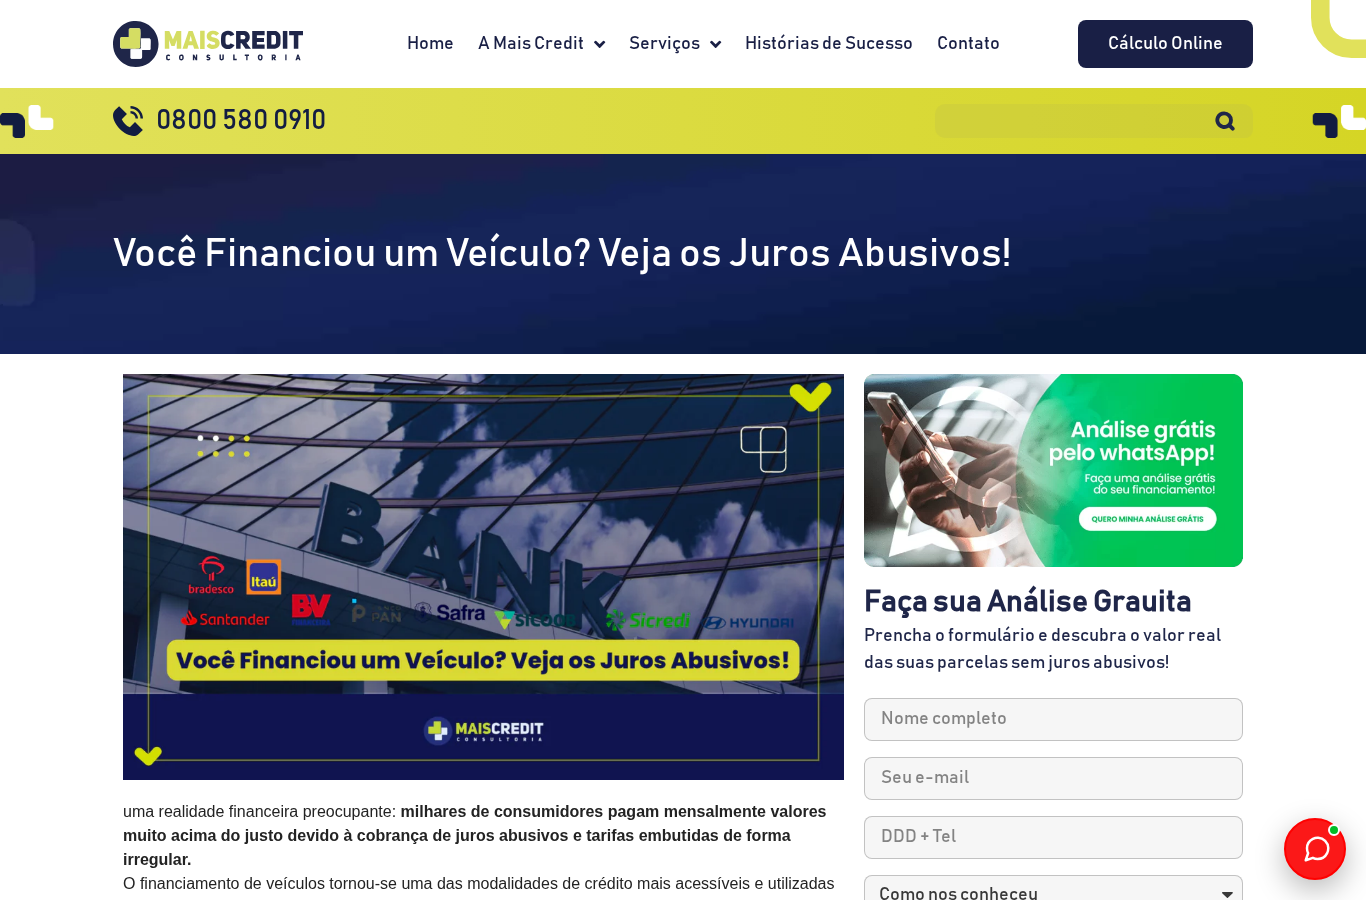 MAISCREDIT
CONSULTORIA
Home
A Mais Credit
Serviços
Histórias de Sucesso
Contato
Cálculo Online
0800 580 0910
Você Financiou um Veículo? Veja os Juros Abusivos!
BANK
bradesco
Itaú
Santander
BV
FINANCEIRA
BANCO
PAN
Safra
SICOOB
Sicredi
HYUNDAI
Você Financiou um Veículo? Veja os Juros Abusivos!
MAISCREDIT
CONSULTORIA
Análise grátis
pelo whatsApp!
Faça uma análise grátis
do seu financiamento!
QUERO MINHA ANÁLISE GRÁTIS
Faça sua Análise Grauita
Prencha o formulário e descubra o valor real
das suas parcelas sem juros abusivos!
Nome completo
Seu e-mail
DDD + Tel
Como nos conheceu
uma realidade financeira preocupante: milhares de consumidores pagam mensalmente valores
muito acima do justo devido à cobrança de juros abusivos e tarifas embutidas de forma
irregular.
O financiamento de veículos tornou-se uma das modalidades de crédito mais acessíveis e utilizadas